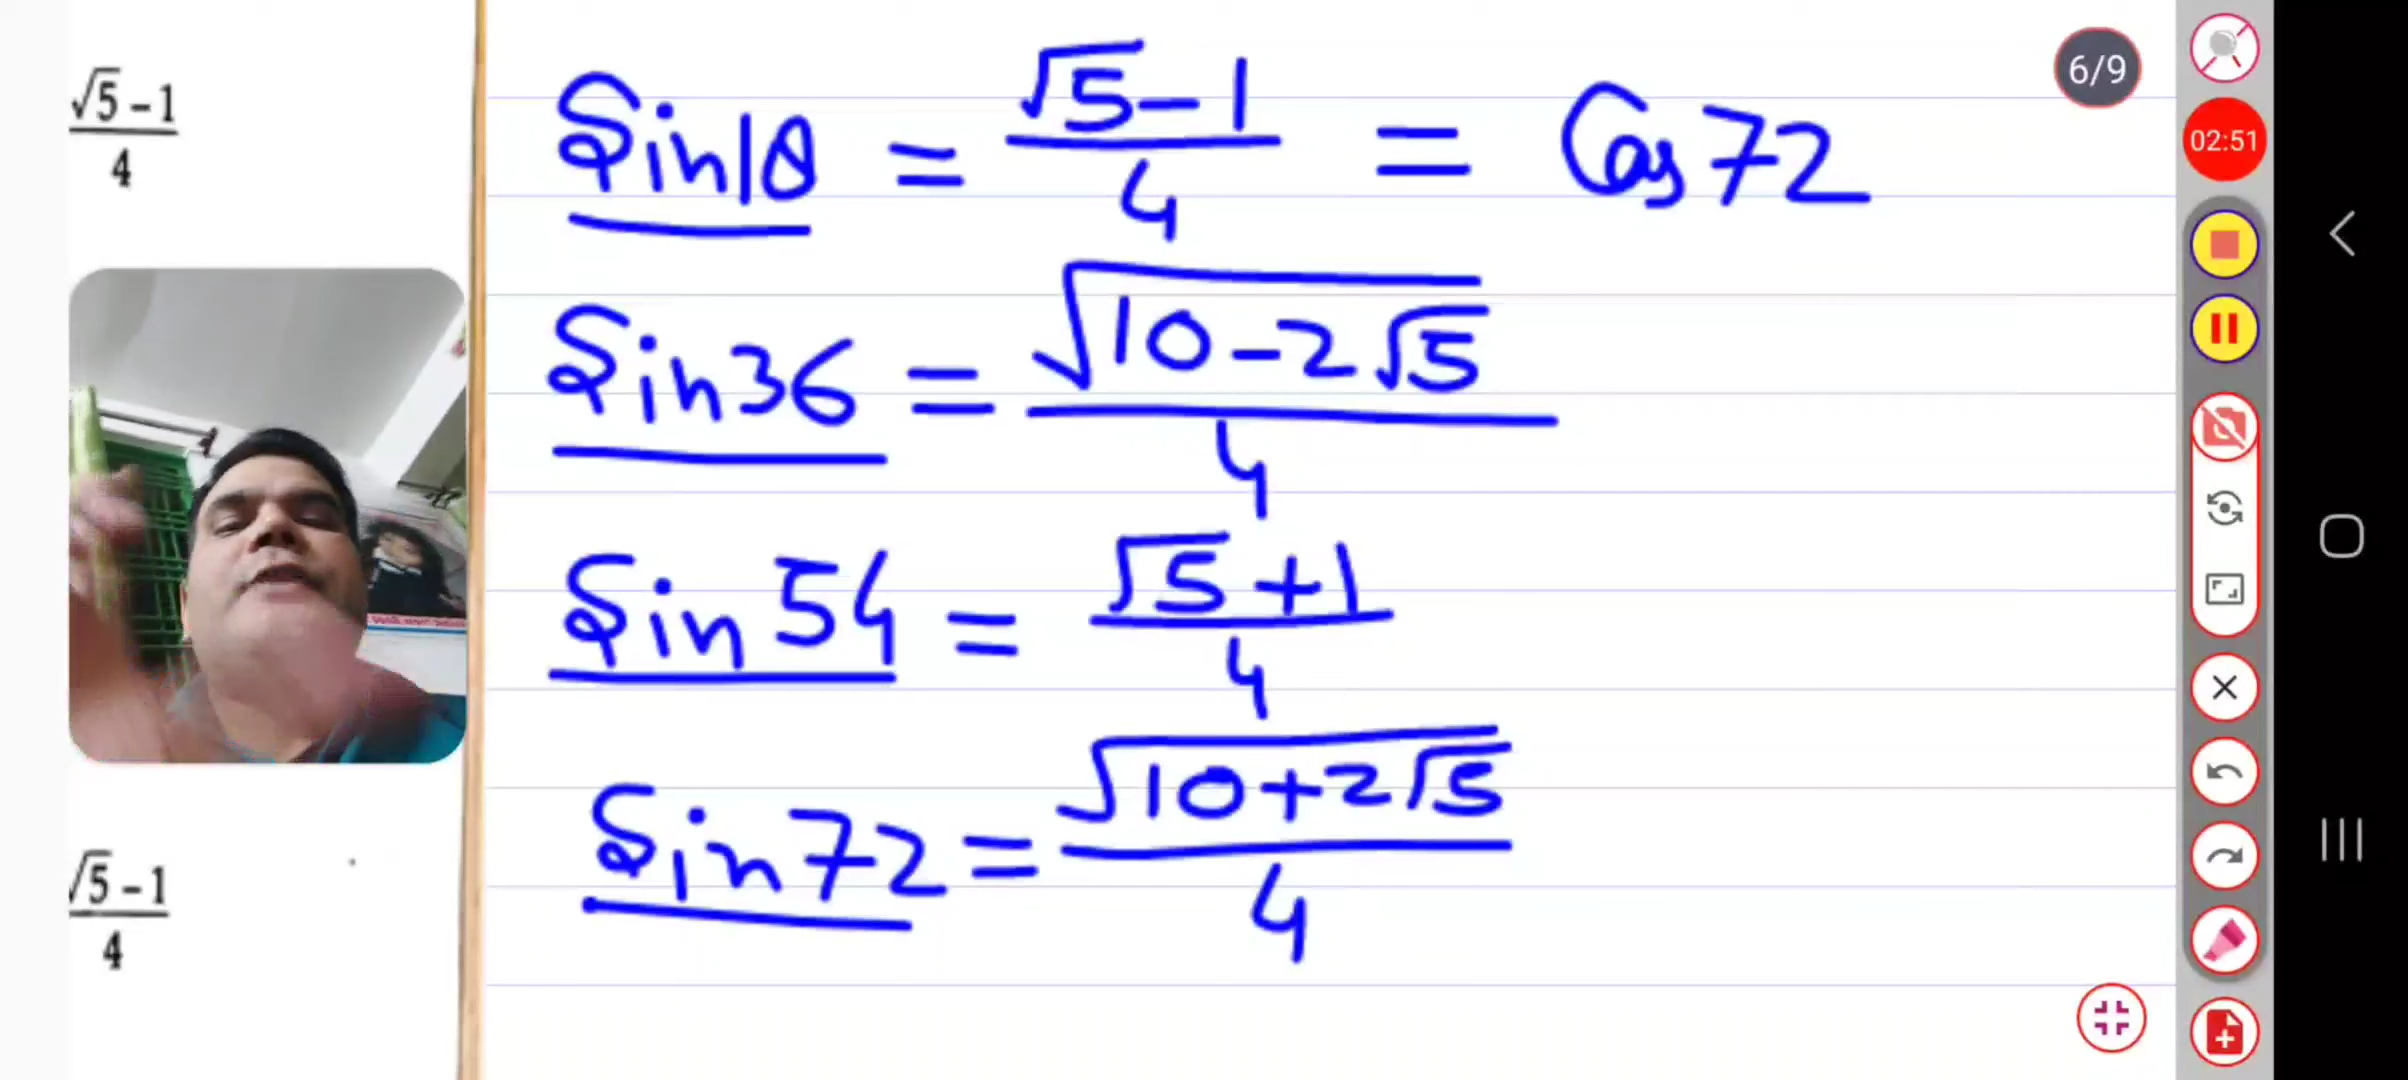 √5 - 1 / 4
Sin18 = √5 - 1 / 4 = Cos72
6/9
02:51
Sin36 = √(10 - 2√5) / 4
Sin54 = √5 + 1 / 4
Sin72 = √(10 + 2√5) / 4
√5 - 1 / 4